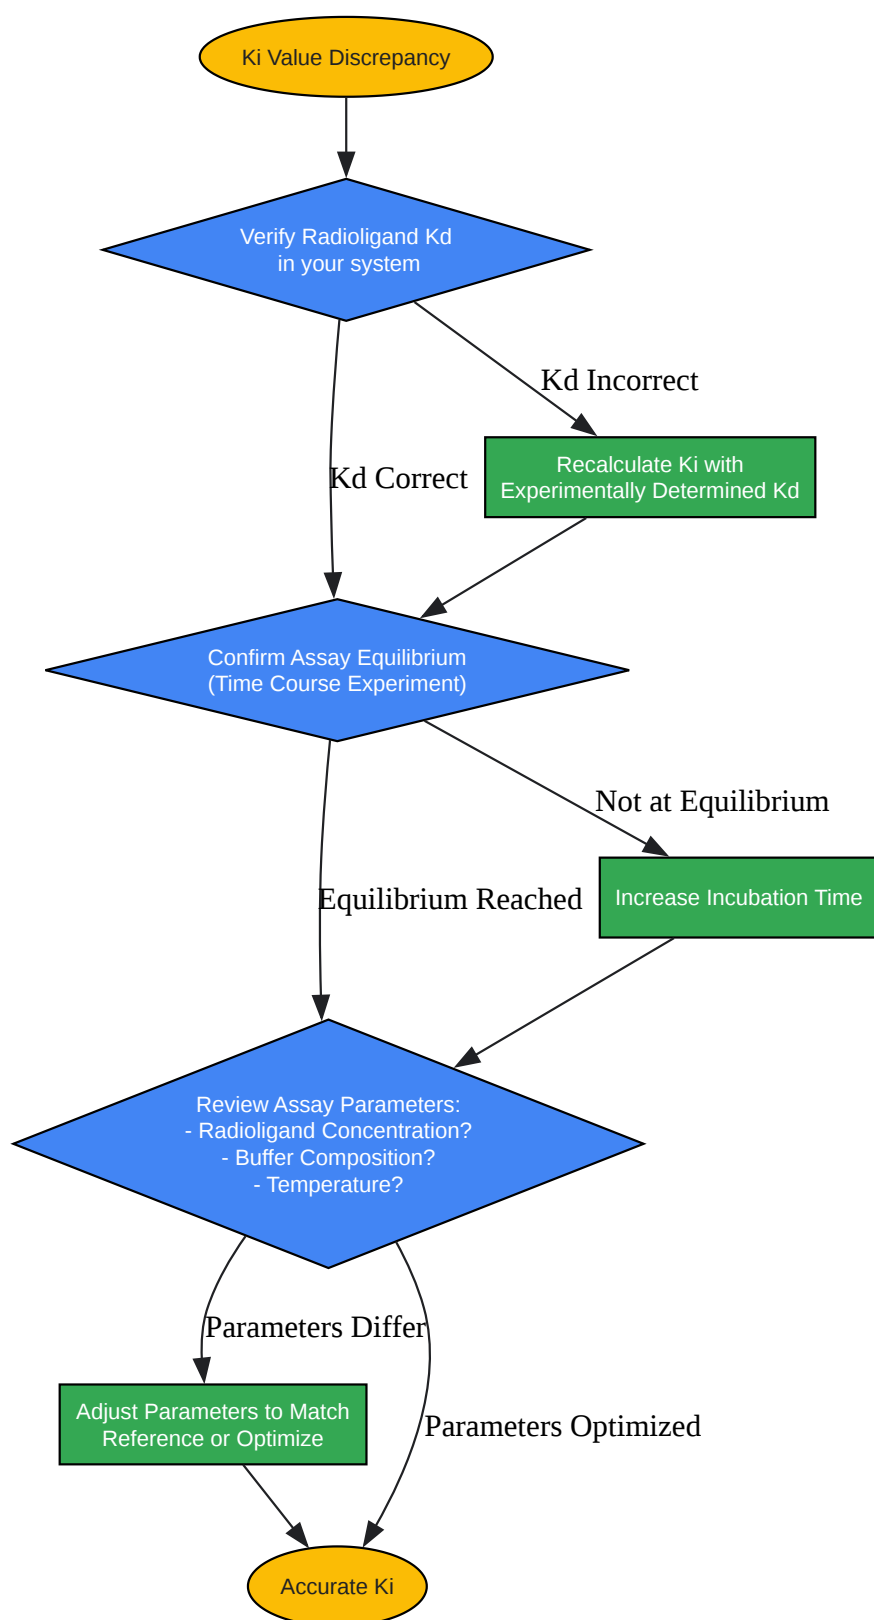 Ki Value Discrepancy
Verify Radioligand Kd
in your system
Kd Incorrect
Recalculate Ki with
Experimentally Determined Kd
Kd Correct
Confirm Assay Equilibrium
(Time Course Experiment)
Not at Equilibrium
Increase Incubation Time
Equilibrium Reached
Review Assay Parameters:
- Radioligand Concentration?
- Buffer Composition?
- Temperature?
Parameters Differ
Adjust Parameters to Match
Reference or Optimize
Parameters Optimized
Accurate Ki